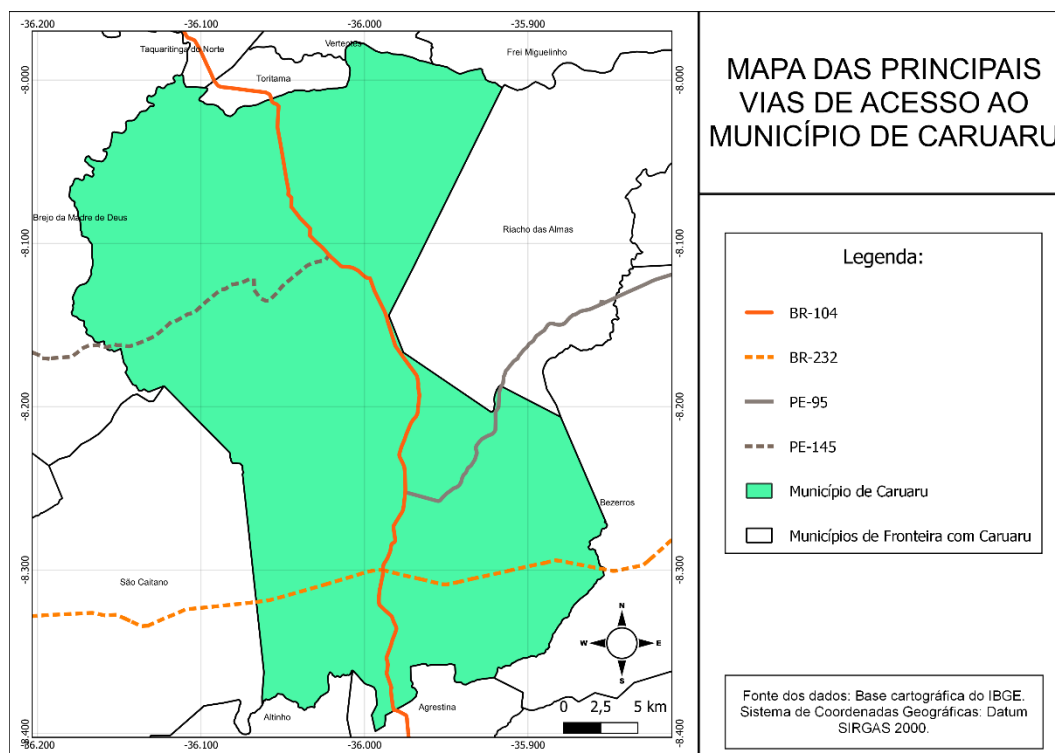 -36.200
-36.100
-36.000
-35.900
Taquaritinga do Norte
Vertentes
Frei Miguelinho
Toritama
-8.000
-8.000
Brejo da Madre de Deus
Riacho das Almas
-8.100
-8.100
-8.200
-8.200
Bezerros
-8.300
-8.300
São Caitano
N
W
E
S
Altinho
Agrestina
0 2,5 5 km
-8.400
-8.400
-36.200
-36.100
-36.000
-35.900
MAPA DAS PRINCIPAIS
VIAS DE ACESSO AO
MUNICÍPIO DE CARUARU
Legenda:
BR-104
BR-232
PE-95
PE-145
Município de Caruaru
Municípios de Fronteira com Caruaru
Fonte dos dados: Base cartográfica do IBGE.
Sistema de Coordenadas Geográficas: Datum
SIRGAS 2000.